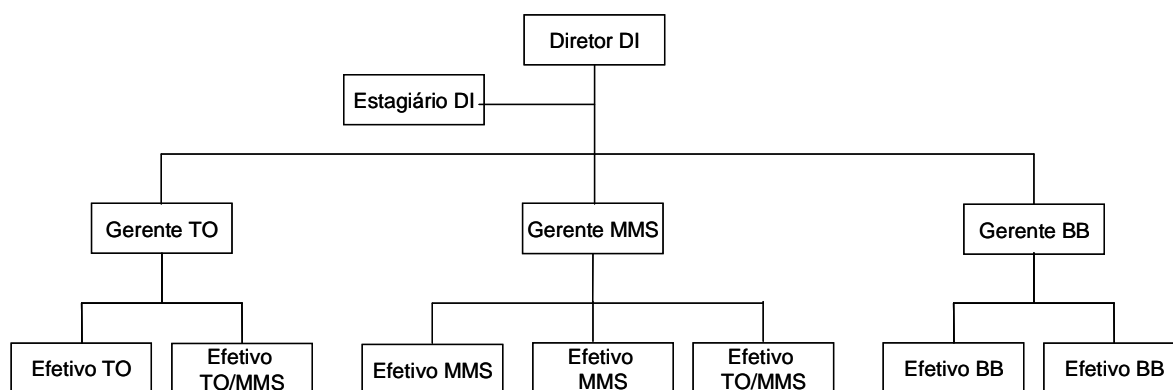 Diretor DI
Estagiário DI
Gerente TO
Gerente MMS
Gerente BB
Efetivo TO
Efetivo
TO/MMS
Efetivo MMS
Efetivo
MMS
Efetivo
TO/MMS
Efetivo BB
Efetivo BB